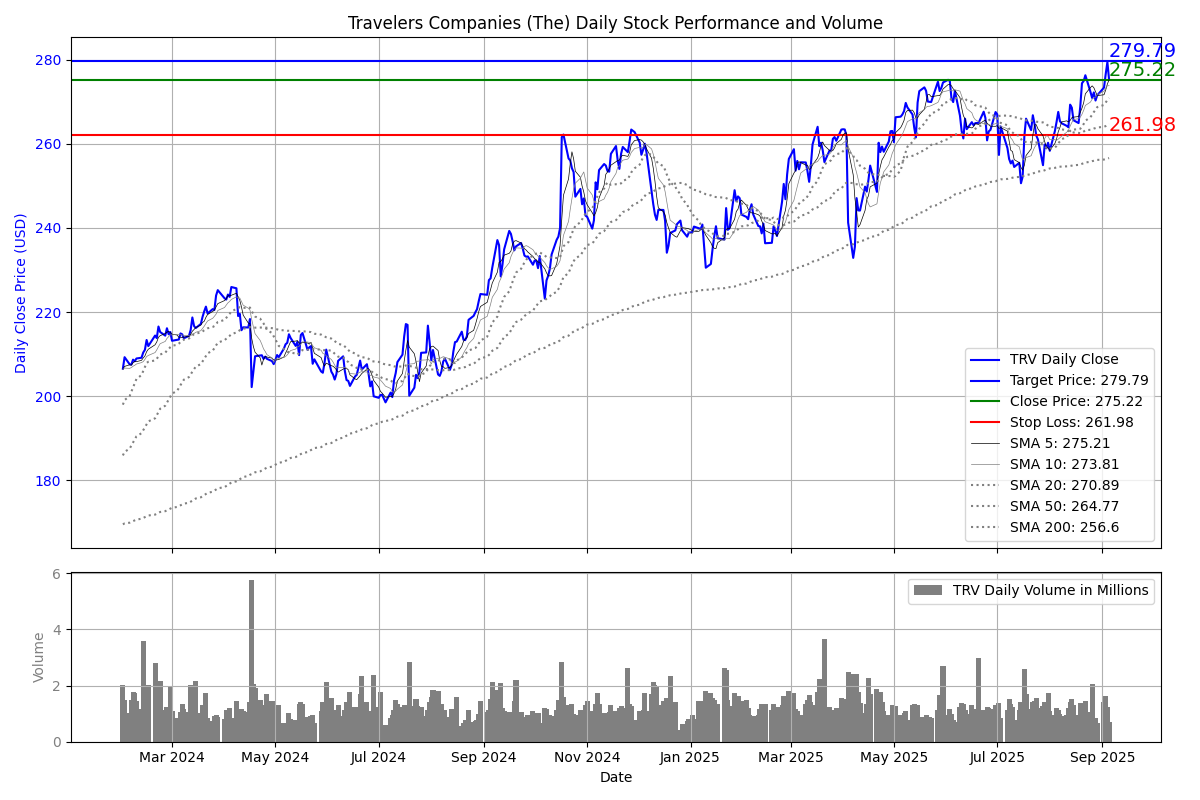 Travelers Companies (The) Daily Stock Performance and Volume
279.79
275.22
261.98
280
260
240
220
200
180
Daily Close Price (USD)
TRV Daily Close
Target Price: 279.79
Close Price: 275.22
Stop Loss: 261.98
SMA 5: 275.21
SMA 10: 273.81
SMA 20: 270.89
SMA 50: 264.77
SMA 200: 256.6
6
4
2
0
Volume
TRV Daily Volume in Millions
Mar 2024 May 2024 Jul 2024 Sep 2024 Nov 2024 Jan 2025 Mar 2025 May 2025 Jul 2025 Sep 2025
Date